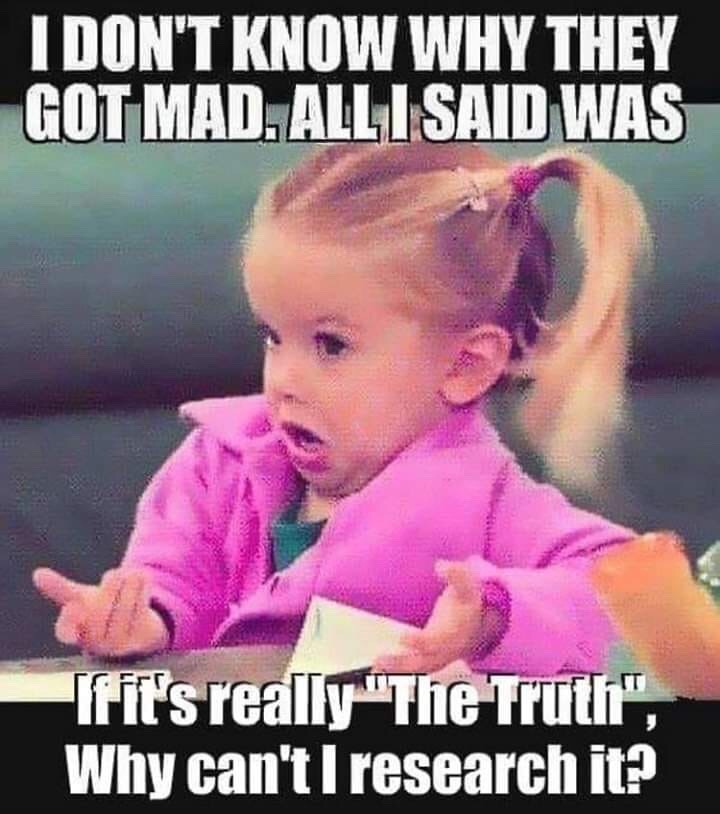 I DON'T KNOW WHY THEY
GOT MAD. ALL I SAID WAS
If it's really "The Truth",
Why can't I research it?